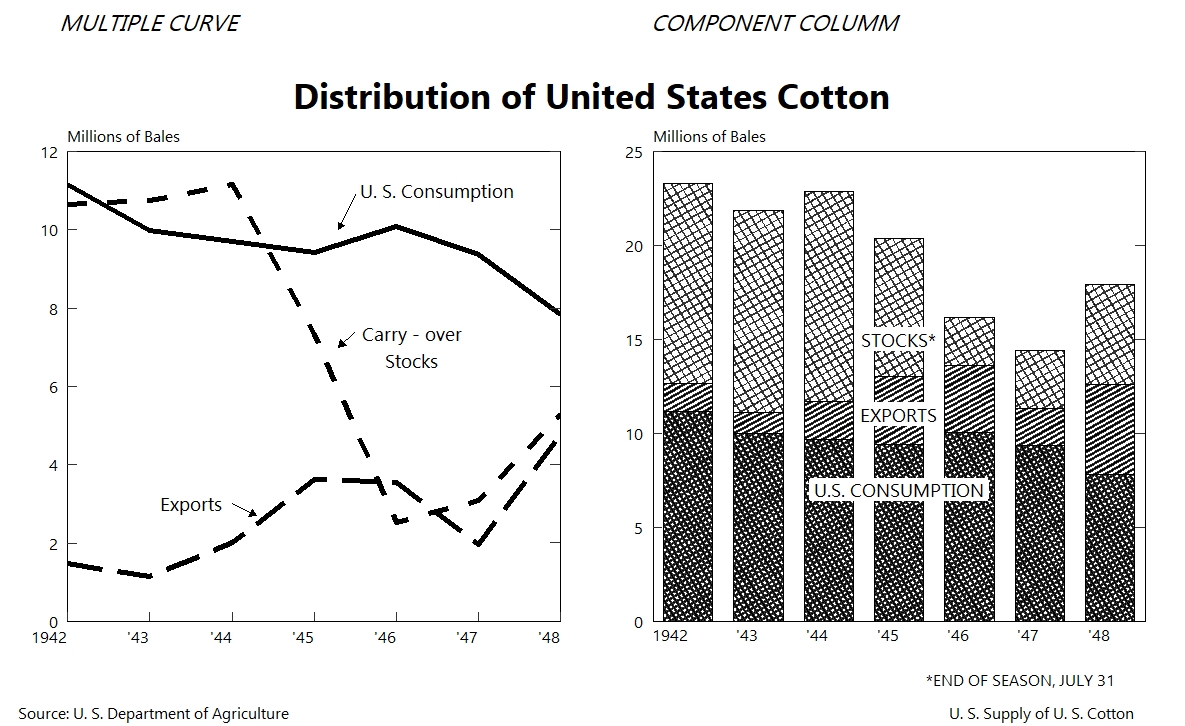 MULTIPLE CURVE
COMPONENT COLUMM
Distribution of United States Cotton
Millions of Bales
12
10
8
6
4
2
0
1942 '43 '44 '45 '46 '47 '48
U. S. Consumption
Carry - over
Stocks
Exports
Millions of Bales
25
20
15
10
5
0
STOCKS*
EXPORTS
U.S. CONSUMPTION
1942 '43 '44 '45 '46 '47 '48
*END OF SEASON, JULY 31
Source: U. S. Department of Agriculture
U. S. Supply of U. S. Cotton